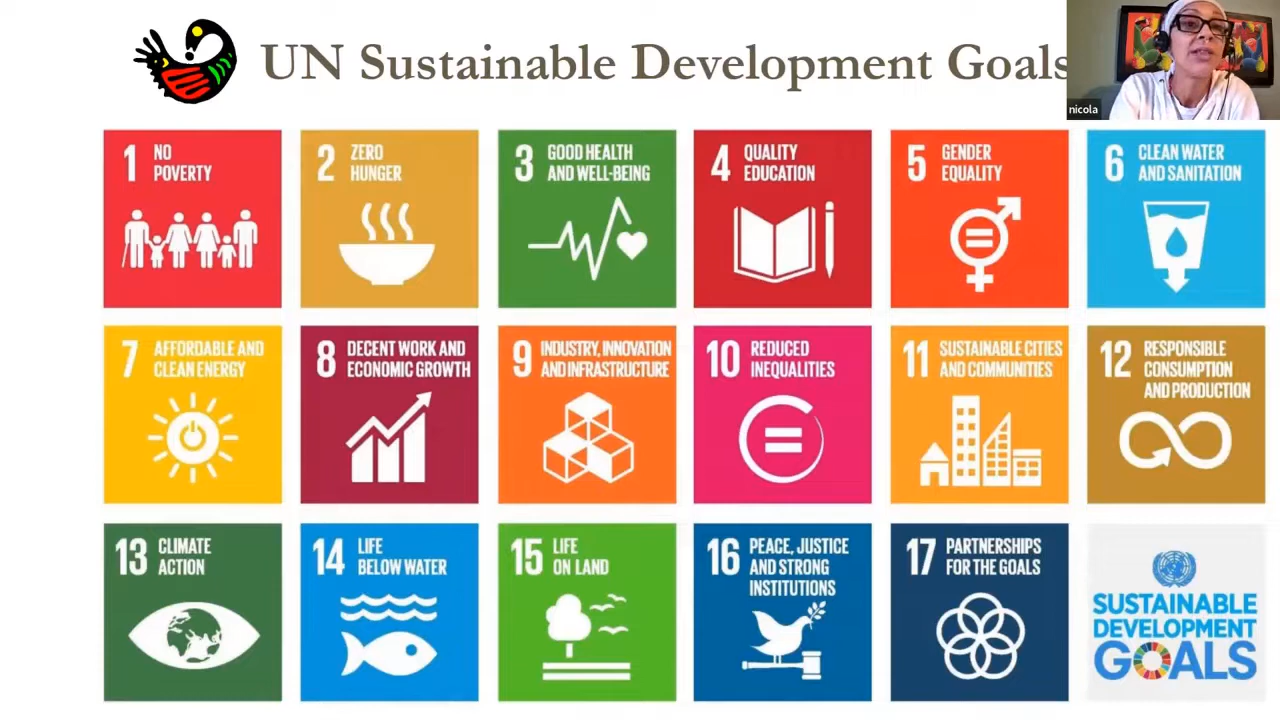 UN Sustainable Development Goals
nicola
1 NO
POVERTY
2 ZERO
HUNGER
3 GOOD HEALTH
AND WELL-BEING
4 QUALITY
EDUCATION
5 GENDER
EQUALITY
6 CLEAN WATER
AND SANITATION
7 AFFORDABLE AND
CLEAN ENERGY
8 DECENT WORK AND
ECONOMIC GROWTH
9 INDUSTRY, INNOVATION
AND INFRASTRUCTURE
10 REDUCED
INEQUALITIES
11 SUSTAINABLE CITIES
AND COMMUNITIES
12 RESPONSIBLE
CONSUMPTION
AND PRODUCTION
13 CLIMATE
ACTION
14 LIFE
BELOW WATER
15 LIFE
ON LAND
16 PEACE, JUSTICE
AND STRONG
INSTITUTIONS
17 PARTNERSHIPS
FOR THE GOALS
SUSTAINABLE
DEVELOPMENT
GOALS